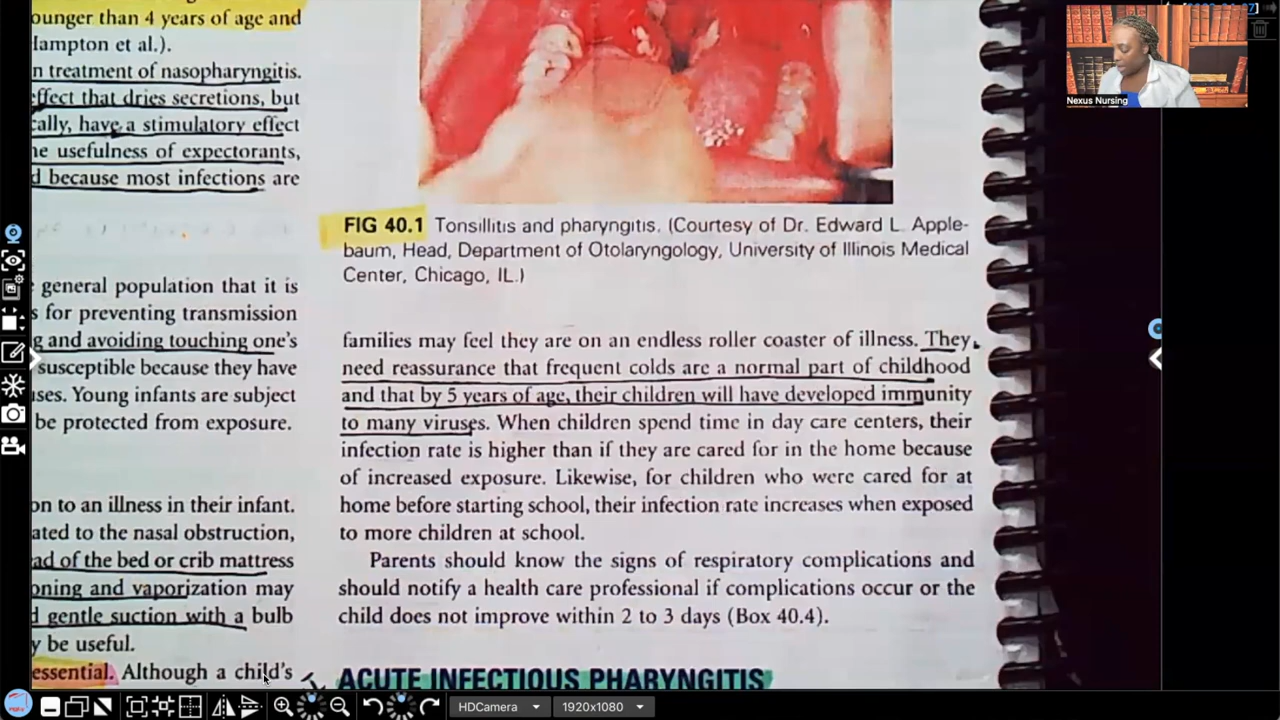 ounger than 4 years of age and
Hampton et al.).
n treatment of nasopharyngitis.
effect that dries secretions, but
cally, have a stimulatory effect
he usefulness of expectorants,
d because most infections are
general population that it is
s for preventing transmission
g and avoiding touching one's
susceptible because they have
uses. Young infants are subject
be protected from exposure.
on to an illness in their infant.
ated to the nasal obstruction,
ad of the bed or crib mattress
oning and vaporization may
d gentle suction with a bulb
y be useful.
essential. Although a child's
FIG 40.1 Tonsillitis and pharyngitis. (Courtesy of Dr. Edward L. Apple-
baum, Head, Department of Otolaryngology, University of Illinois Medical
Center, Chicago, IL.)
families may feel they are on an endless roller coaster of illness. They
need reassurance that frequent colds are a normal part of childhood
and that by 5 years of age, their children will have developed immunity
to many viruses. When children spend time in day care centers, their
infection rate is higher than if they are cared for in the home because
of increased exposure. Likewise, for children who were cared for at
home before starting school, their infection rate increases when exposed
to more children at school.
Parents should know the signs of respiratory complications and
should notify a health care professional if complications occur or the
child does not improve within 2 to 3 days (Box 40.4).
ACUTE INFECTIOUS PHARYNGITIS
Nexus Nursing
HDCamera
1920x1080